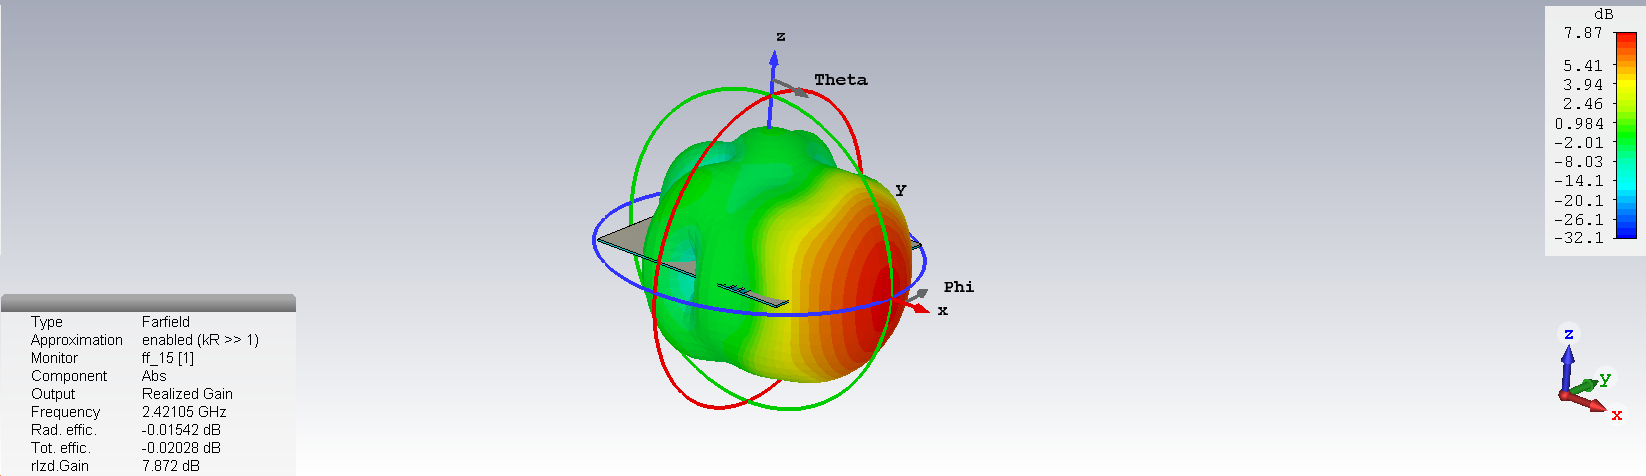 dB
7.87
5.41
3.94
2.46
0.984
-2.01
-8.03
-14.1
-20.1
-26.1
-32.1
z
Theta
Y
Phi
x
Type Farfield
Approximation enabled (kR >> 1)
Monitor ff_15 [1]
Component Abs
Output Realized Gain
Frequency 2.42105 GHz
Rad. effic. -0.01542 dB
Tot. effic. -0.02028 dB
rlzd.Gain 7.872 dB
z
y
x